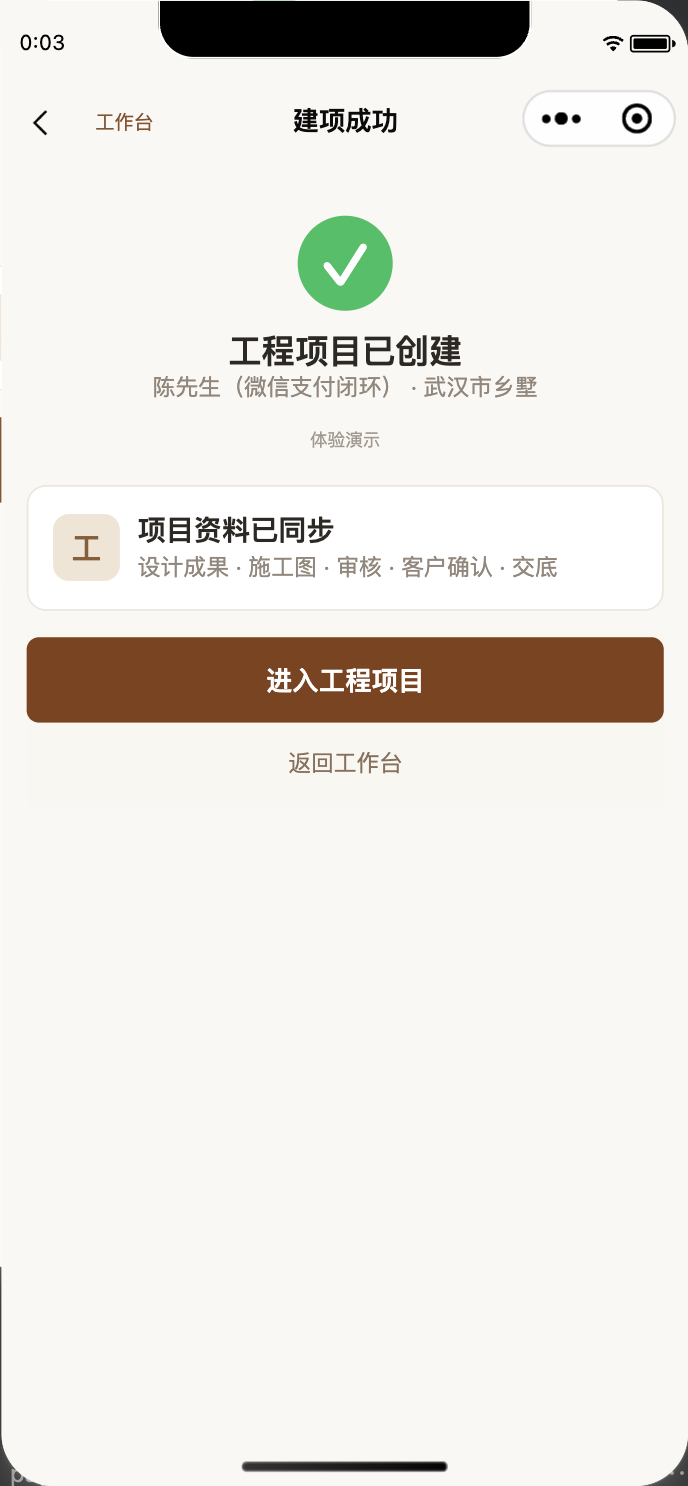 0:03
工作台
建项成功
工程项目已创建
陈先生（微信支付闭环） · 武汉市乡墅
体验演示
工
项目资料已同步
设计成果 · 施工图 · 审核 · 客户确认 · 交底
进入工程项目
返回工作台